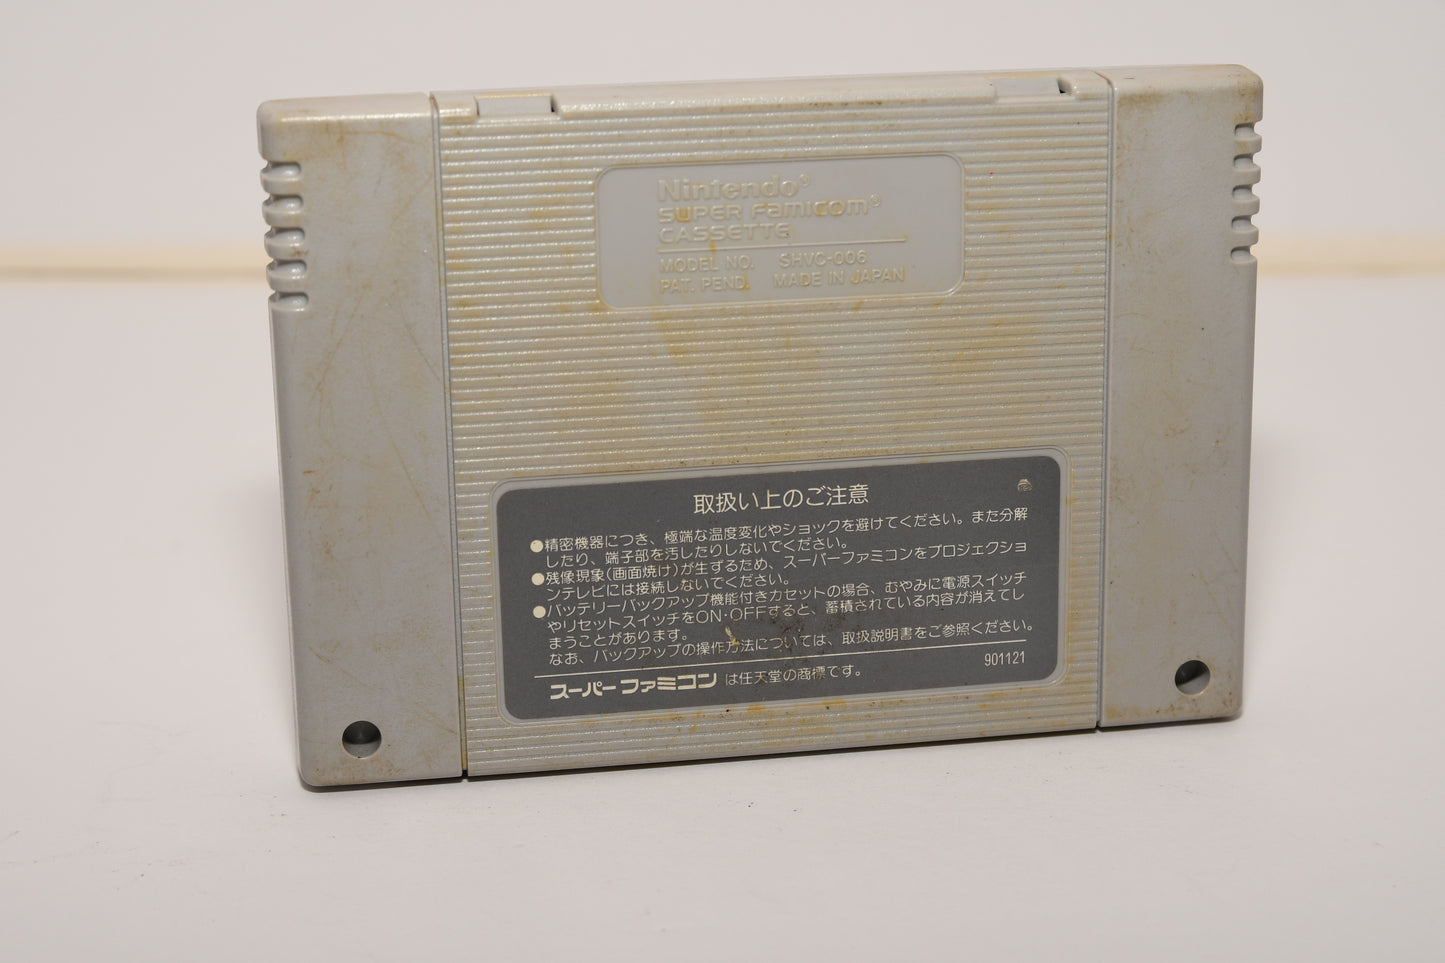 Nintendo®
SUPER Famicom®
CASSETTE
MODEL NO. SHVC-006
PAT. PEND. MADE IN JAPAN
取扱い上のご注意
●精密機器につき、極端な温度変化やショックを避けてください。また分解
したり、端子部を汚したりしないでください。
●残像現象(画面焼け)が生ずるため、スーパーファミコンをプロジェクショ
ンテレビには接続しないでください。
●バッテリーバックアップ機能付きカセットの場合、むやみに電源スイッチ
やリセットスイッチをON・OFFすると、蓄積されている内容が消えてし
まうことがあります。
なお、バックアップの操作方法については、取扱説明書をご参照ください。
901121
スーパーファミコンは任天堂の商標です。